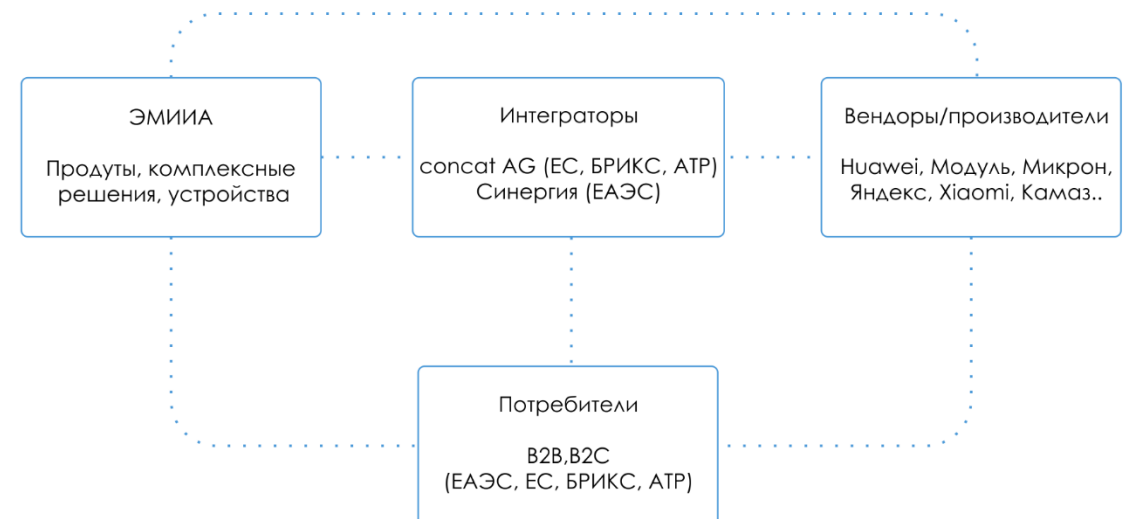 ЭМИИА
Продуты, комплексные
решения, устройства
Интеграторы
concat AG (ЕС, БРИКС, АТР)
Синергия (ЕАЭС)
Вендоры/производители
Huawei, Модуль, Микрон,
Яндекс, Xiaomi, Камаз..
Потребители
B2B,B2C
(ЕАЭС, ЕС, БРИКС, АТР)